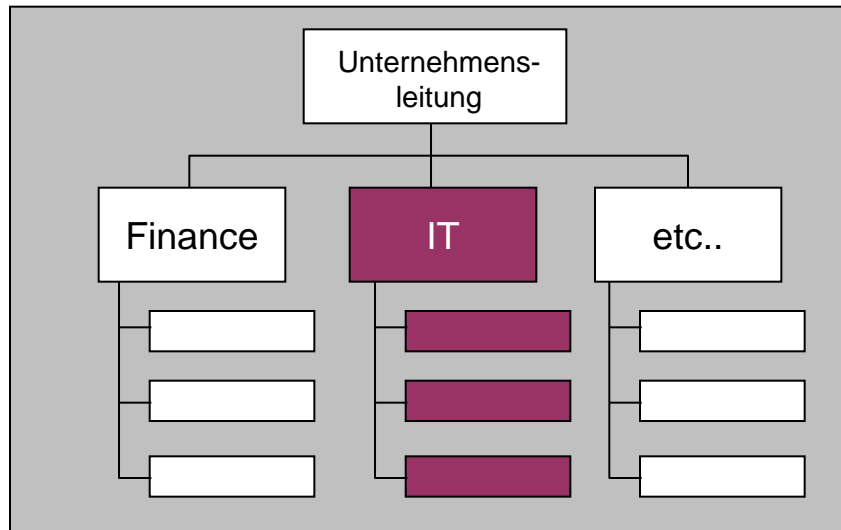 Unternehmens-
leitung
Finance
IT
etc..